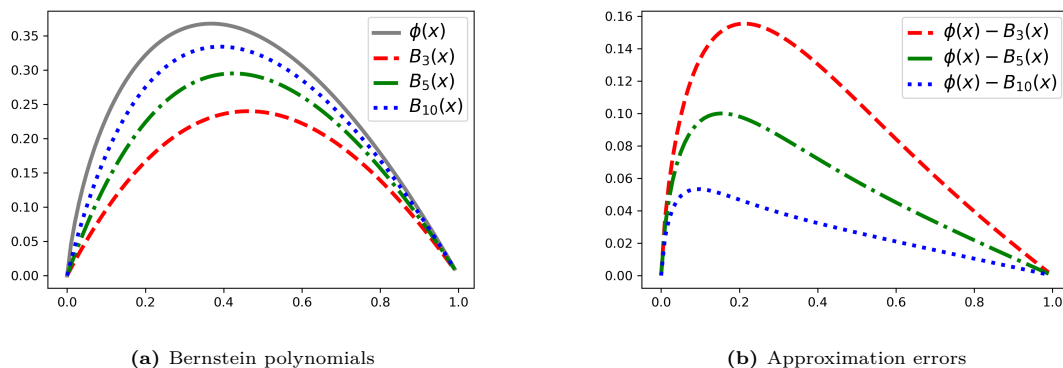 0.35
0.30
0.25
0.20
0.15
0.10
0.05
0.00
0.0 0.2 0.4 0.6 0.8 1.0
ϕ(x)
B₃(x)
B₅(x)
B₁₀(x)
(a) Bernstein polynomials
0.16
0.14
0.12
0.10
0.08
0.06
0.04
0.02
0.00
0.0 0.2 0.4 0.6 0.8 1.0
ϕ(x) − B₃(x)
ϕ(x) − B₅(x)
ϕ(x) − B₁₀(x)
(b) Approximation errors